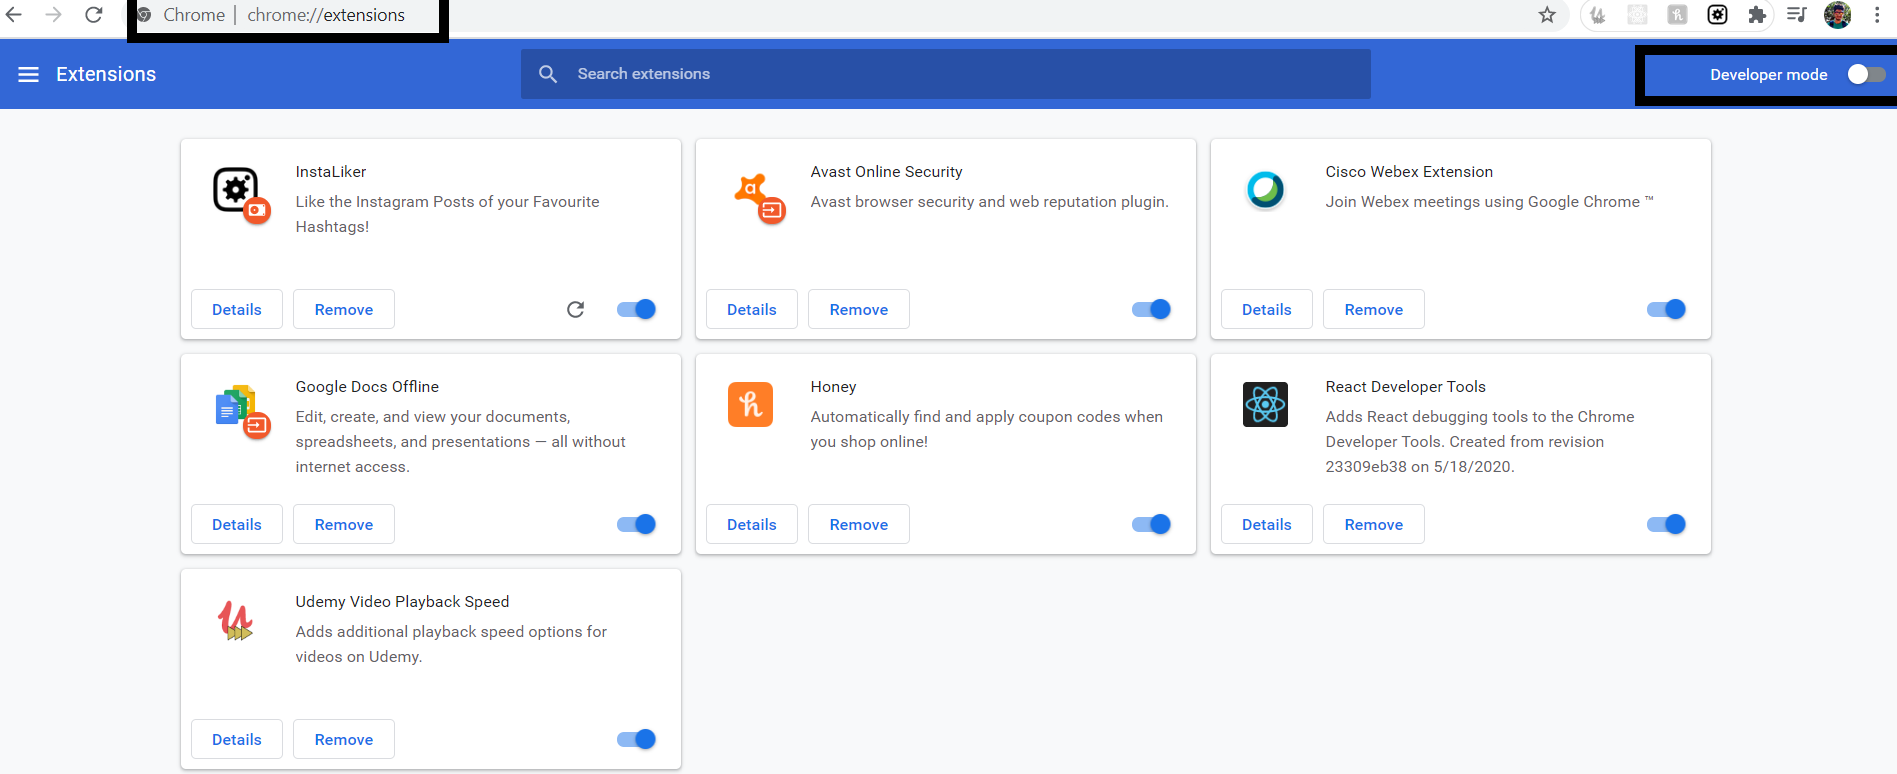 Chrome | chrome://extensions
Extensions
Search extensions
Developer mode
InstaLiker
Like the Instagram Posts of your Favourite
Hashtags!
Details
Remove
Avast Online Security
Avast browser security and web reputation plugin.
Details
Remove
Cisco Webex Extension
Join Webex meetings using Google Chrome ™
Details
Remove
Google Docs Offline
Edit, create, and view your documents,
spreadsheets, and presentations — all without
internet access.
Details
Remove
Honey
Automatically find and apply coupon codes when
you shop online!
Details
Remove
React Developer Tools
Adds React debugging tools to the Chrome
Developer Tools. Created from revision
23309eb38 on 5/18/2020.
Details
Remove
Udemy Video Playback Speed
Adds additional playback speed options for
videos on Udemy.
Details
Remove